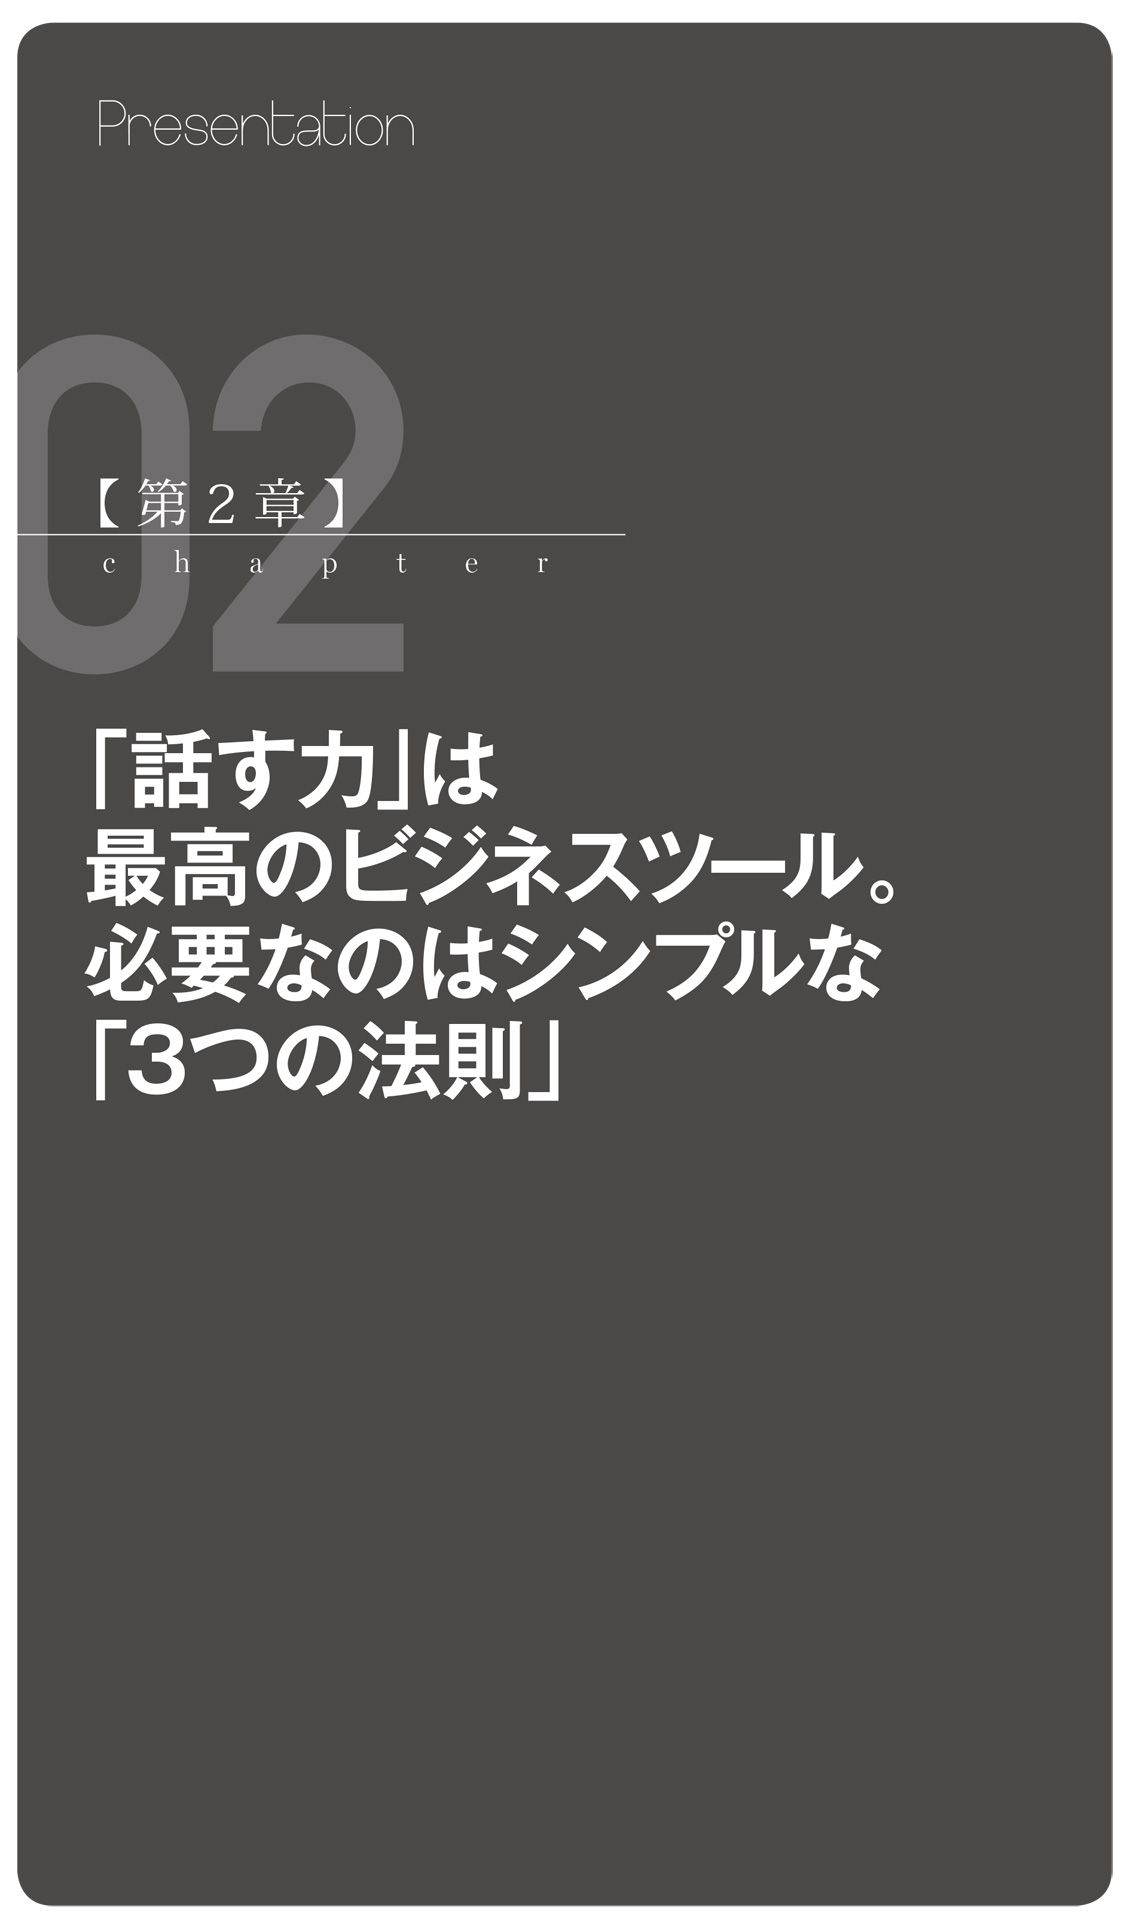 Presentation
02
【第2章】
chapter
「話す力」は
最高のビジネスツール。
必要なのはシンプルな
「3つの法則」